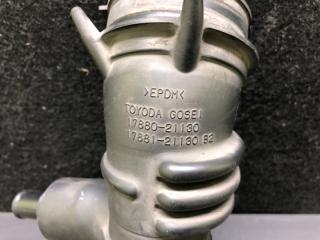 >EPDM<
TOYODA GOSEI
17880-21130
17881-21130 B2